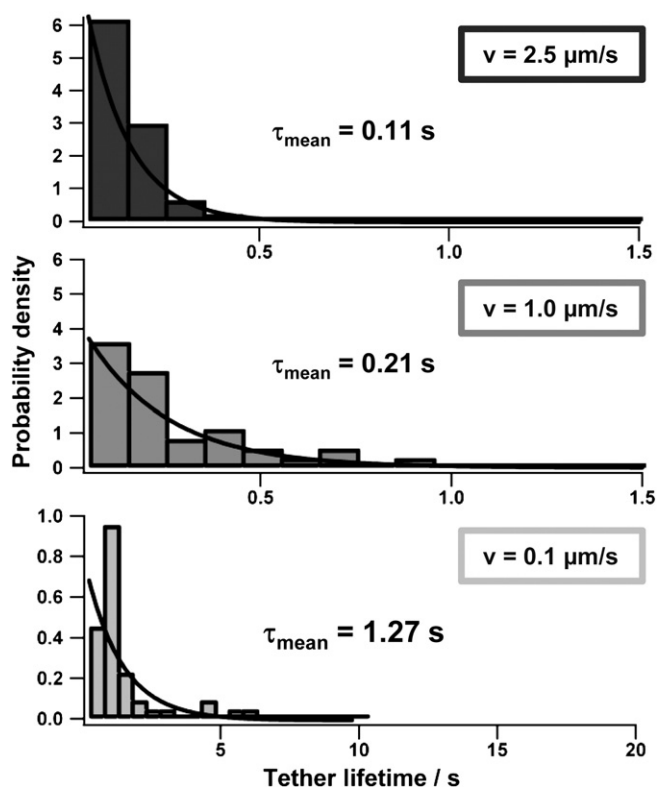 6
5
4
3
2
1
0
v = 2.5 µm/s
τmean = 0.11 s
0.5 1.0 1.5
Probability density
6
5
4
3
2
1
0
v = 1.0 µm/s
τmean = 0.21 s
0.5 1.0 1.5
1.0
0.8
0.6
0.4
0.2
0.0
v = 0.1 µm/s
τmean = 1.27 s
5 10 15 20
Tether lifetime / s